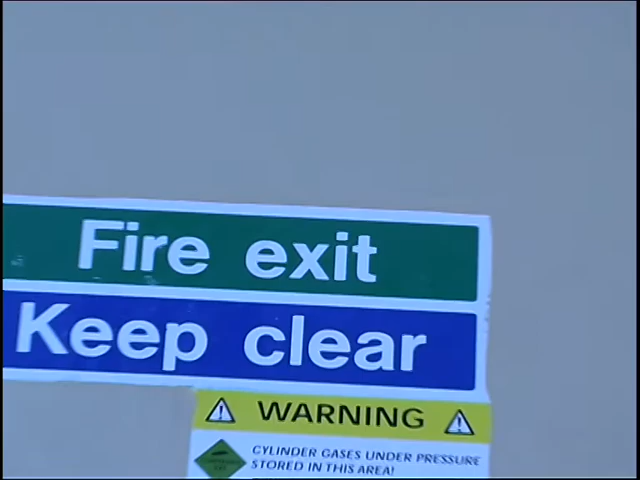 Fire exit
Keep clear
WARNING
CYLINDER GASES UNDER PRESSURE
STORED IN THIS AREA!